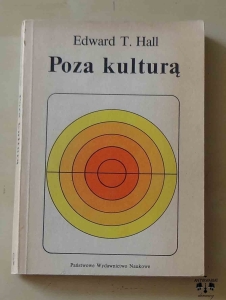 Edward T. Hall
Poza kulturą
Państwowe Wydawnictwo Naukowe